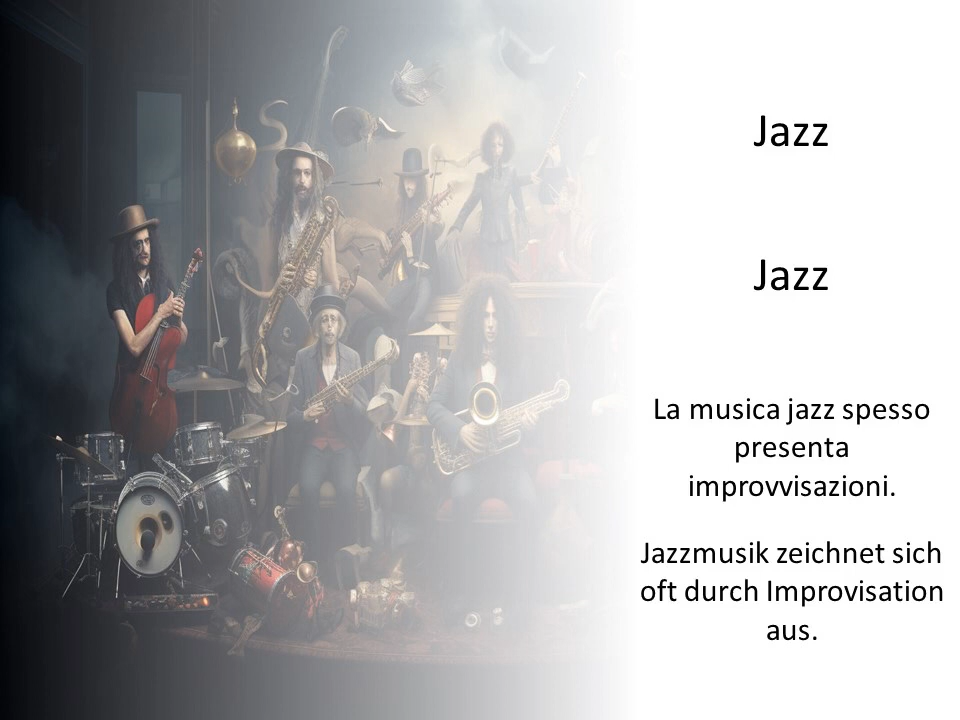 Jazz
Jazz
La musica jazz spesso
presenta
improvvisazioni.
Jazzmusik zeichnet sich
oft durch Improvisation
aus.